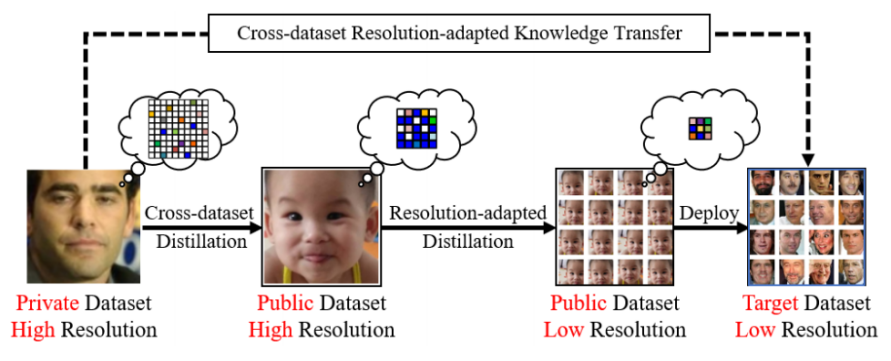 Cross-dataset Resolution-adapted Knowledge Transfer
Cross-dataset
Distillation
Resolution-adapted
Distillation
Deploy
Private Dataset
High Resolution
Public Dataset
High Resolution
Public Dataset
Low Resolution
Target Dataset
Low Resolution